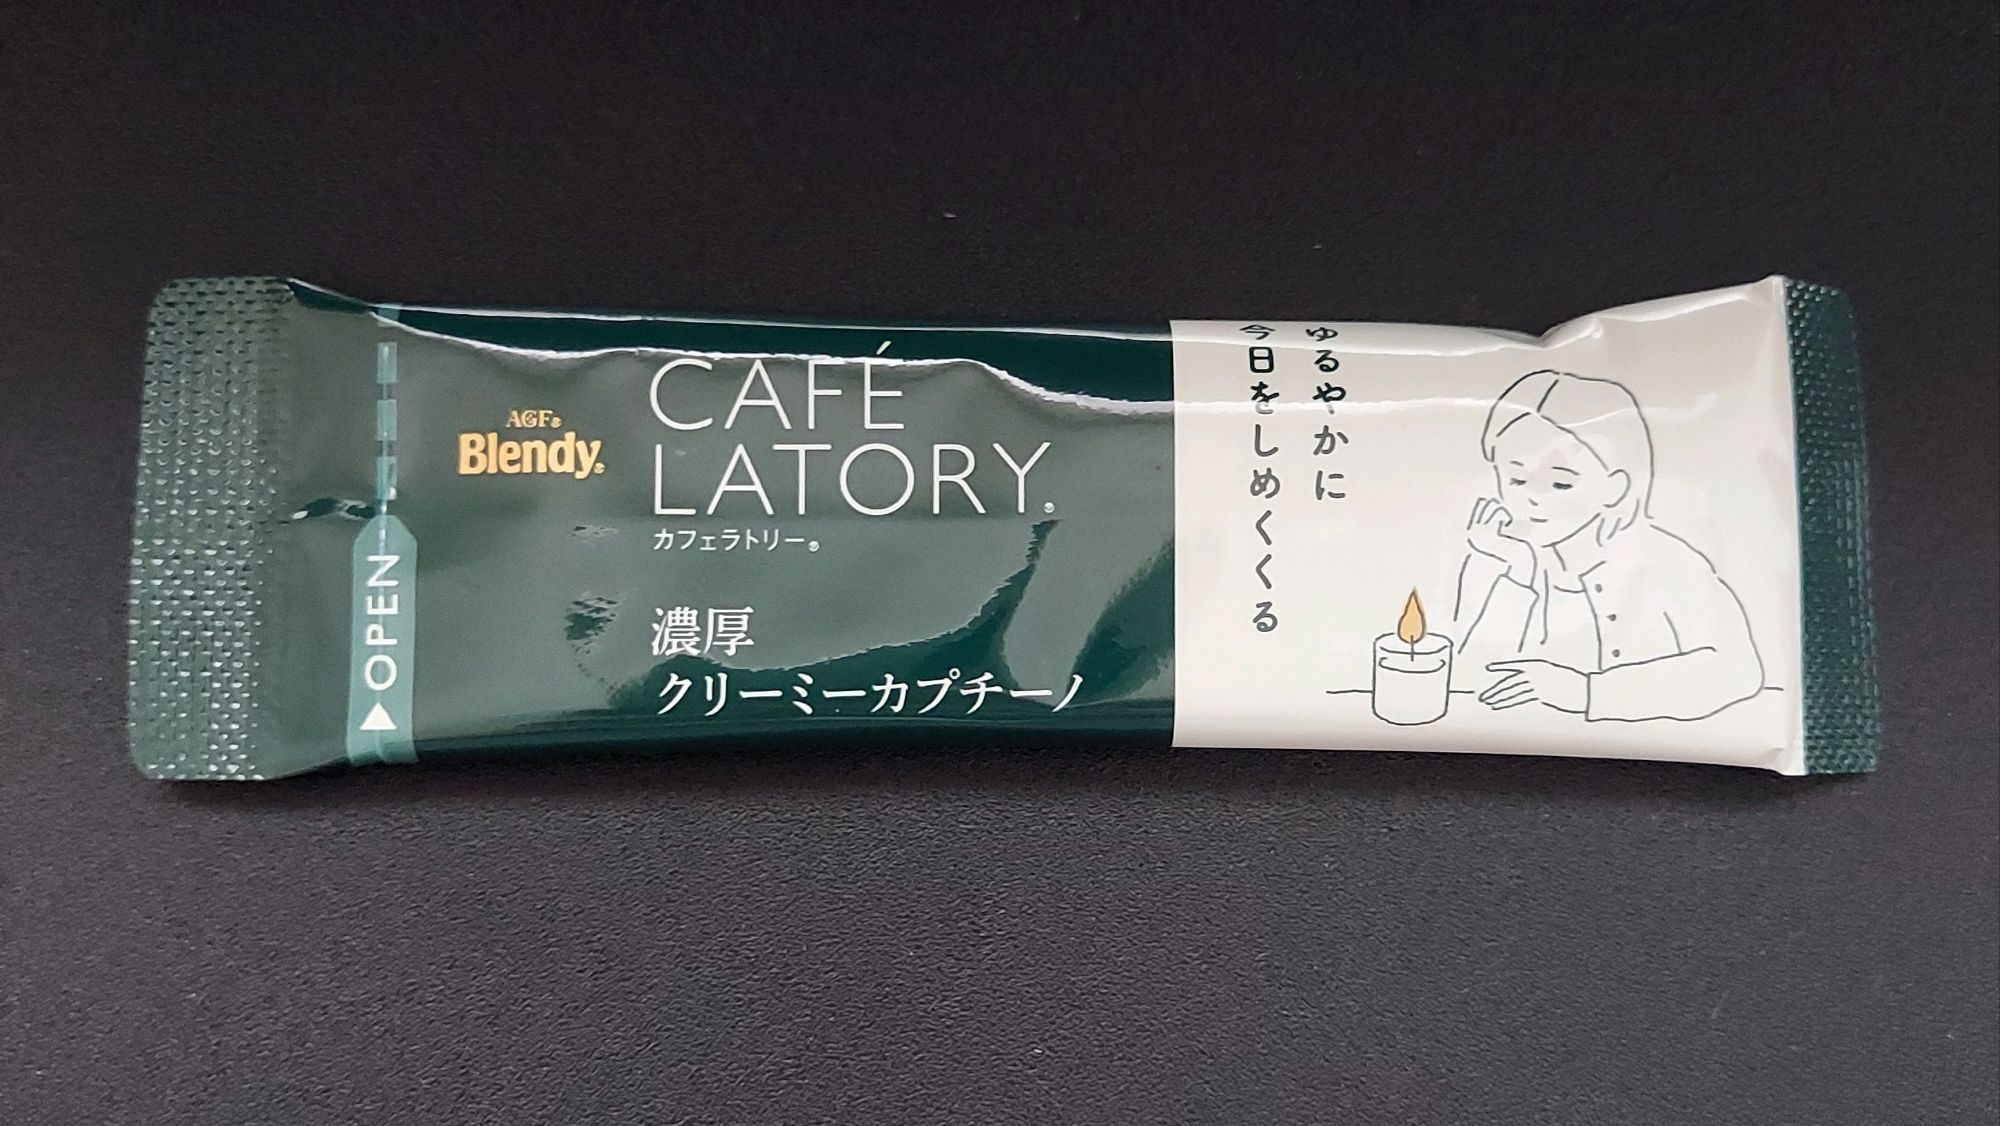 OPEN
AGF®
Blendy®
CAFÉ
LATORY®
カフェラトリー®
濃厚
クリーミーカプチーノ
ゆるやかに
今日をしめくくる